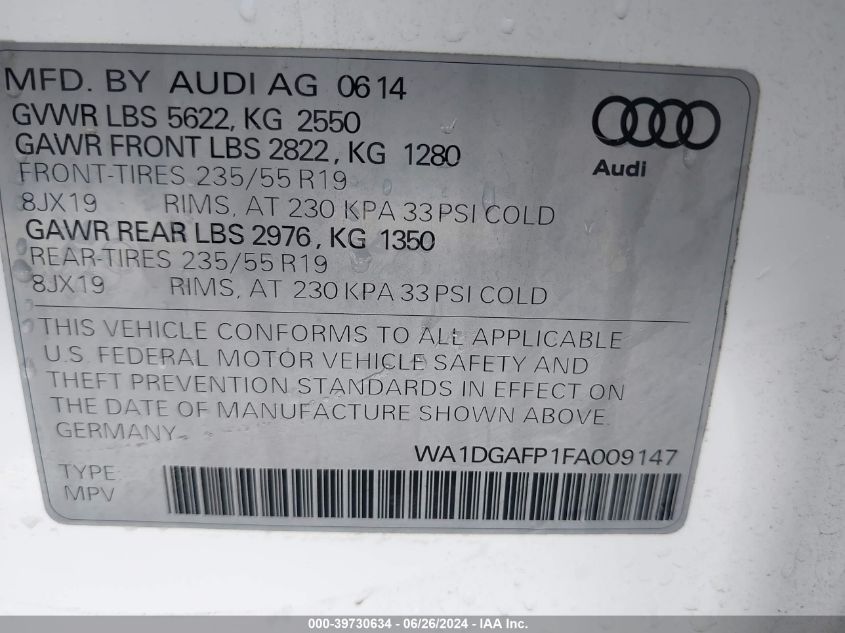 MFD. BY AUDI AG 0614
GVWR LBS 5622, KG 2550
GAWR FRONT LBS 2822, KG 1280
FRONT-TIRES 235/55 R19
8JX19 RIMS, AT 230 KPA 33 PSI COLD
GAWR REAR LBS 2976, KG 1350
REAR-TIRES 235/55 R19
8JX19 RIMS, AT 230 KPA 33 PSI COLD
Audi
THIS VEHICLE CONFORMS TO ALL APPLICABLE
U.S. FEDERAL MOTOR VEHICLE SAFETY AND
THEFT PREVENTION STANDARDS IN EFFECT ON
THE DATE OF MANUFACTURE SHOWN ABOVE.
GERMANY
WA1DGAFP1FA009147
TYPE:
MPV
000-39730634 - 06/26/2024 - IAA Inc.